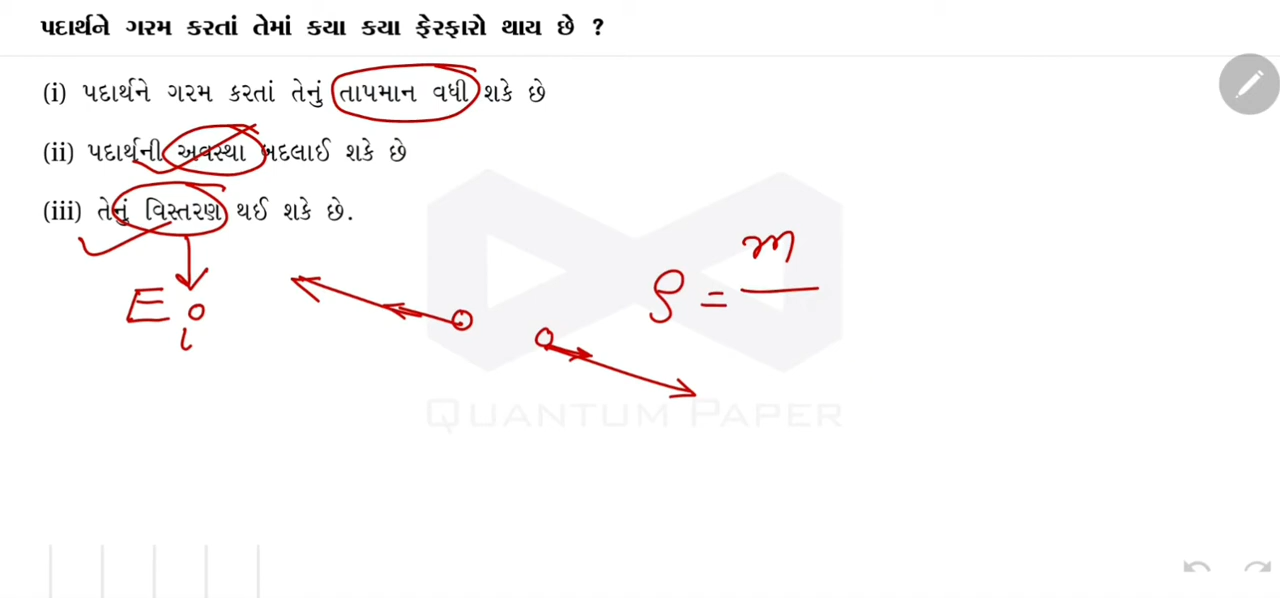 પદાર્થને ગરમ કરતાં તેમાં કયા કયા ફેરફારો થાય છે ?
(i) પદાર્થને ગરમ કરતાં તેનું તાપમાન વધી શકે છે
(ii) પદાર્થની અવસ્થા બદલાઈ શકે છે
(iii) તેનું વિસ્તરણ થઈ શકે છે.
m
ρ =
E i
QUANTUM PAPER